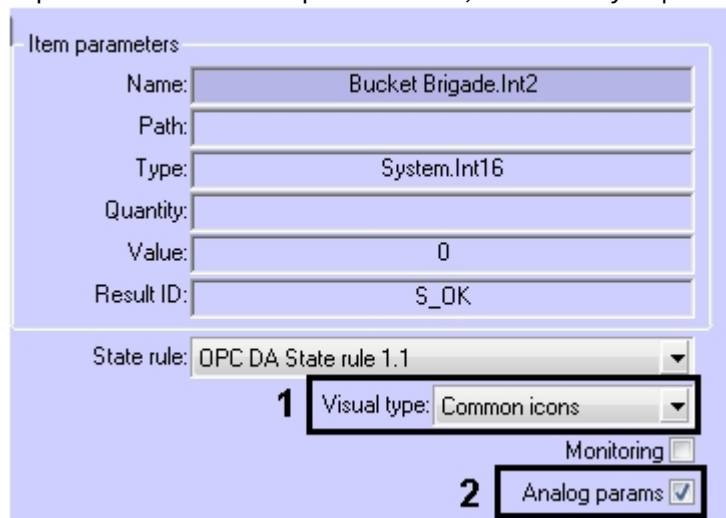 Item parameters
Name: Bucket Brigade.Int2
Path:
Type: System.Int16
Quantity:
Value: 0
Result ID: S_OK
State rule: OPC DA State rule 1.1
1 Visual type: Common icons
Monitoring
2 Analog params